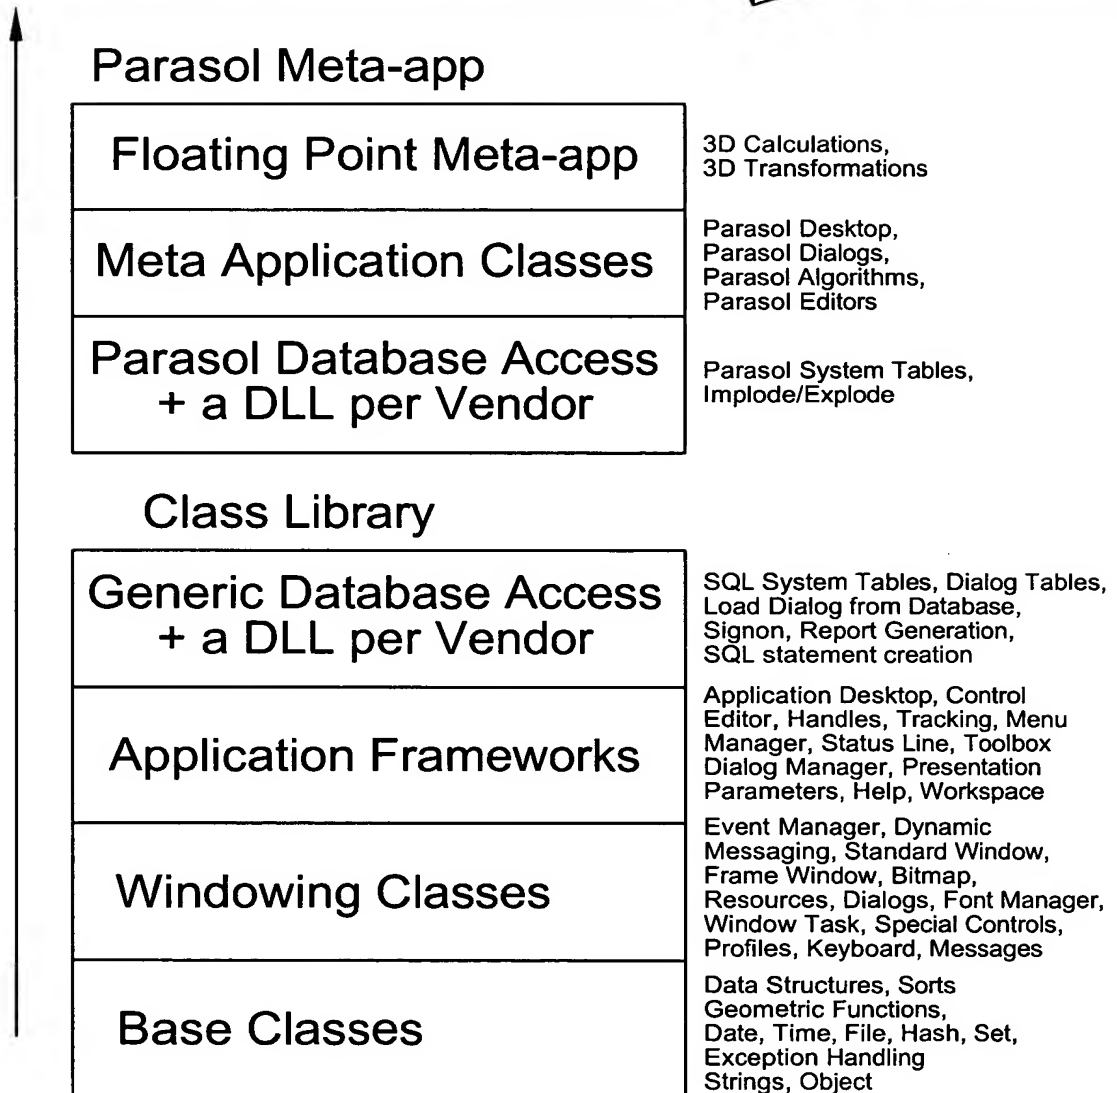 Parasol Meta-app
Floating Point Meta-app
3D Calculations,
3D Transformations
Meta Application Classes
Parasol Desktop,
Parasol Dialogs,
Parasol Algorithms,
Parasol Editors
Parasol Database Access
+ a DLL per Vendor
Parasol System Tables,
Implode/Explode
Class Library
Generic Database Access
+ a DLL per Vendor
SQL System Tables, Dialog Tables,
Load Dialog from Database,
Signon, Report Generation,
SQL statement creation
Application Frameworks
Application Desktop, Control
Editor, Handles, Tracking, Menu
Manager, Status Line, Toolbox
Dialog Manager, Presentation
Parameters, Help, Workspace
Windowing Classes
Event Manager, Dynamic
Messaging, Standard Window,
Frame Window, Bitmap,
Resources, Dialogs, Font Manager,
Window Task, Special Controls,
Profiles, Keyboard, Messages
Base Classes
Data Structures, Sorts
Geometric Functions,
Date, Time, File, Hash, Set,
Exception Handling
Strings, Object